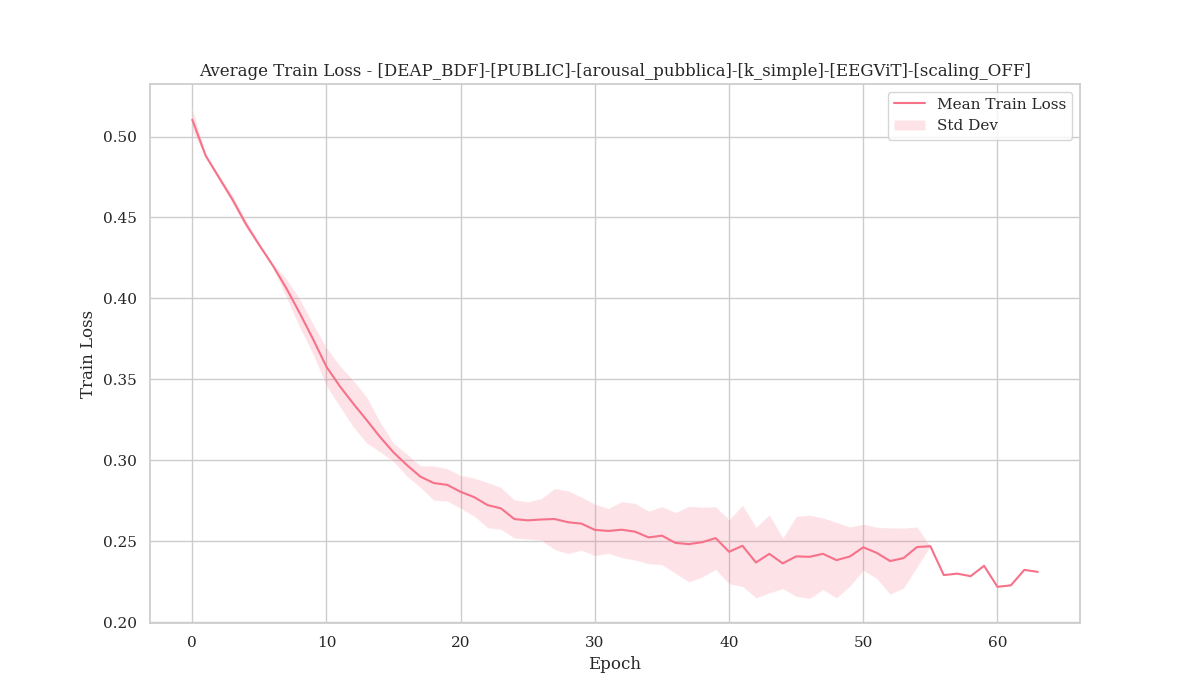 Average Train Loss - [DEAP_BDF]-[PUBLIC]-[arousal_pubblica]-[k_simple]-[EEGViT]-[scaling_OFF]
Mean Train Loss
Std Dev
0.50
0.45
0.40
0.35
0.30
0.25
0.20
Train Loss
0 10 20 30 40 50 60
Epoch